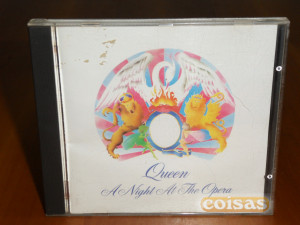 Queen
A Night At The Opera
coisas